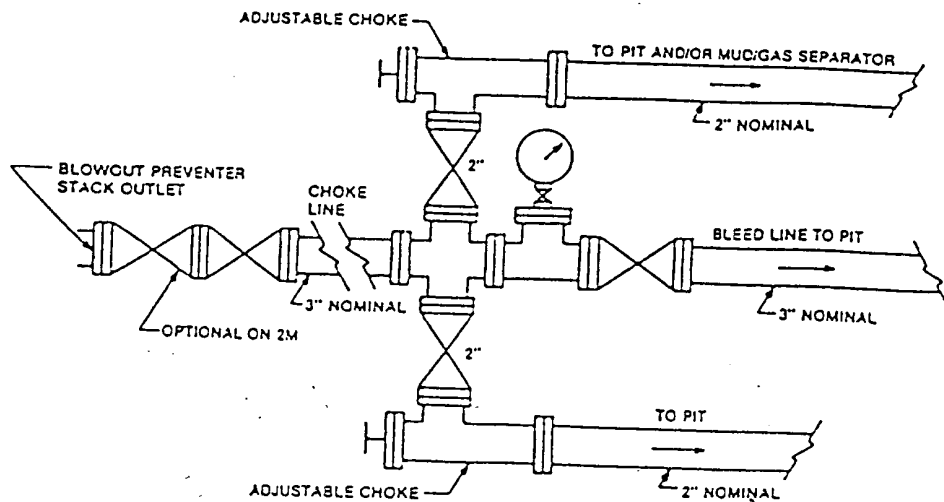 ADJUSTABLE CHOKE
TO PIT AND/OR MUD/GAS SEPARATOR
2" NOMINAL
2"
BLOWOUT PREVENTER
STACK OUTLET
CHOKE
LINE
BLEED LINE TO PIT
3" NOMINAL
3" NOMINAL
OPTIONAL ON 2M
2"
TO PIT
ADJUSTABLE CHOKE
2" NOMINAL